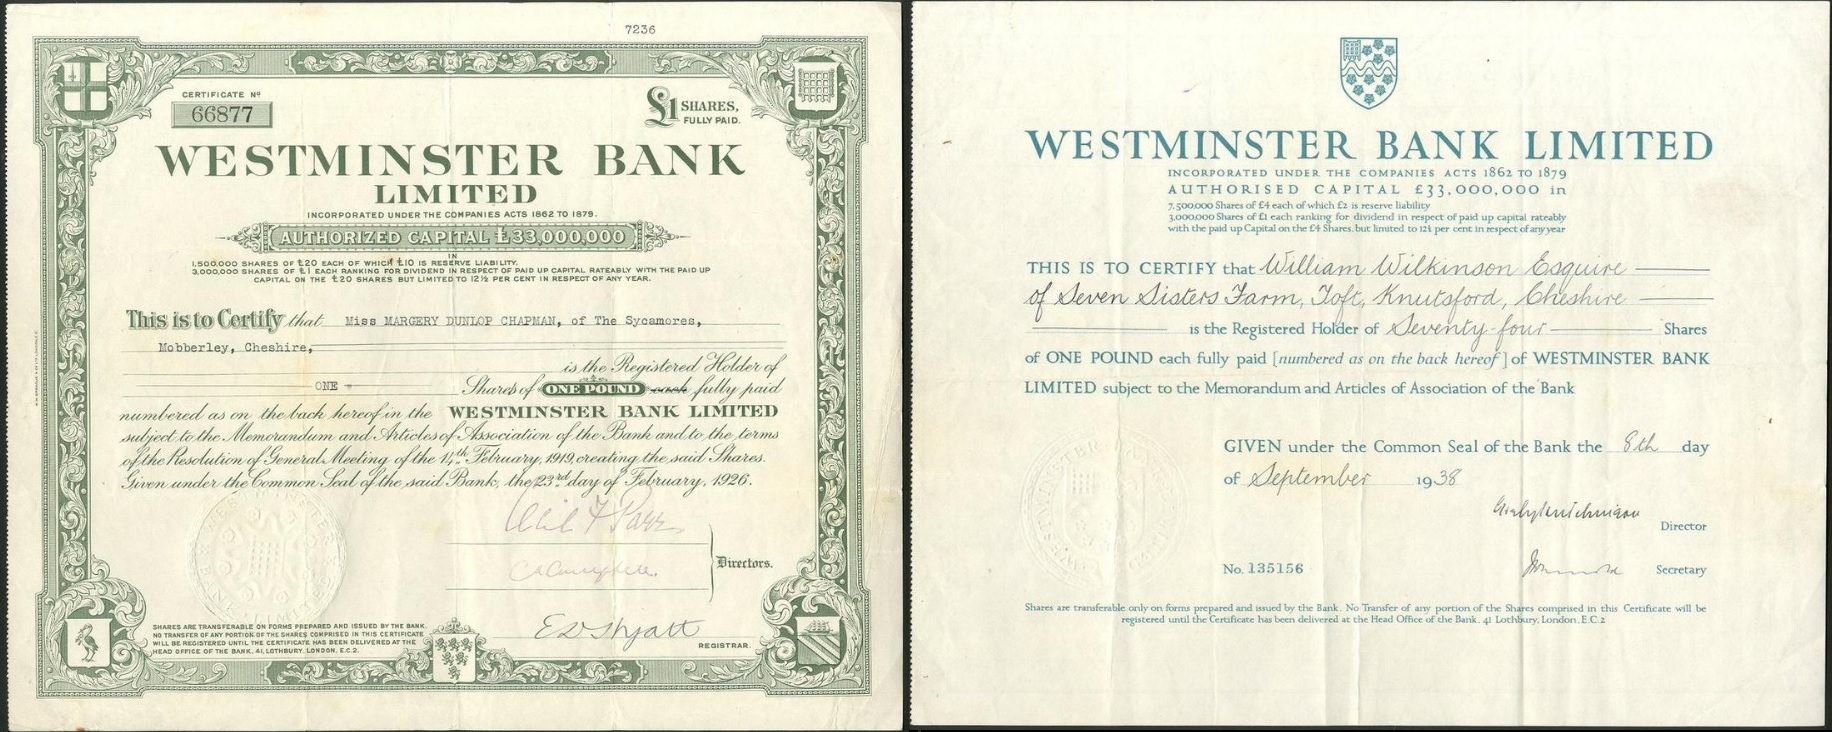 7236
CERTIFICATE Nº
66877
£1 SHARES,
FULLY PAID.
WESTMINSTER BANK
LIMITED
INCORPORATED UNDER THE COMPANIES ACTS 1862 TO 1879.
AUTHORIZED CAPITAL £33,000,000
IN
1,500,000 SHARES OF £20 EACH OF WHICH £10 IS RESERVE LIABILITY.
3,000,000 SHARES OF £1 EACH RANKING FOR DIVIDEND IN RESPECT OF PAID UP CAPITAL RATEABLY WITH THE PAID UP
CAPITAL ON THE £20 SHARES BUT LIMITED TO 12½ PER CENT IN RESPECT OF ANY YEAR.
This is to Certify that Miss MARGERY DUNLOP CHAPMAN, of The Sycamores,
Mobberley, Cheshire,
is the Registered Holder of
ONE Shares of ONE POUND each fully paid
numbered as on the back hereof in the WESTMINSTER BANK LIMITED
subject to the Memorandum and Articles of Association of the Bank and to the terms
of the Resolution of General Meeting of the 14th February, 1919, creating the said Shares.
Given under the Common Seal of the said Bank, the 23rd day of February, 1926.
Directors.
SHARES ARE TRANSFERABLE ON FORMS PREPARED AND ISSUED BY THE BANK.
NO TRANSFER OF ANY PORTION OF THE SHARES COMPRISED IN THIS CERTIFICATE
WILL BE REGISTERED UNTIL THE CERTIFICATE HAS BEEN DELIVERED AT THE
HEAD OFFICE OF THE BANK, 41, LOTHBURY, LONDON, E.C.2.
REGISTRAR.
WESTMINSTER BANK LIMITED
INCORPORATED UNDER THE COMPANIES ACTS 1862 TO 1879
AUTHORISED CAPITAL £33,000,000 in
7,500,000 Shares of £4 each of which £2 is reserve liability
3,000,000 Shares of £1 each ranking for dividend in respect of paid up capital rateably
with the paid up Capital on the £4 Shares, but limited to 12½ per cent in respect of any year
THIS IS TO CERTIFY that William Wilkinson Esquire
of Seven Sisters Farm, Toft, Knutsford, Cheshire
is the Registered Holder of Seventy-four Shares
of ONE POUND each fully paid [numbered as on the back hereof] of WESTMINSTER BANK
LIMITED subject to the Memorandum and Articles of Association of the Bank
GIVEN under the Common Seal of the Bank the 8th day
of September 1938
Director
No. 135156
Secretary
Shares are transferable only on forms prepared and issued by the Bank. No Transfer of any portion of the Shares comprised in this Certificate will be
registered until the Certificate has been delivered at the Head Office of the Bank, 41 Lothbury, London, E.C.2